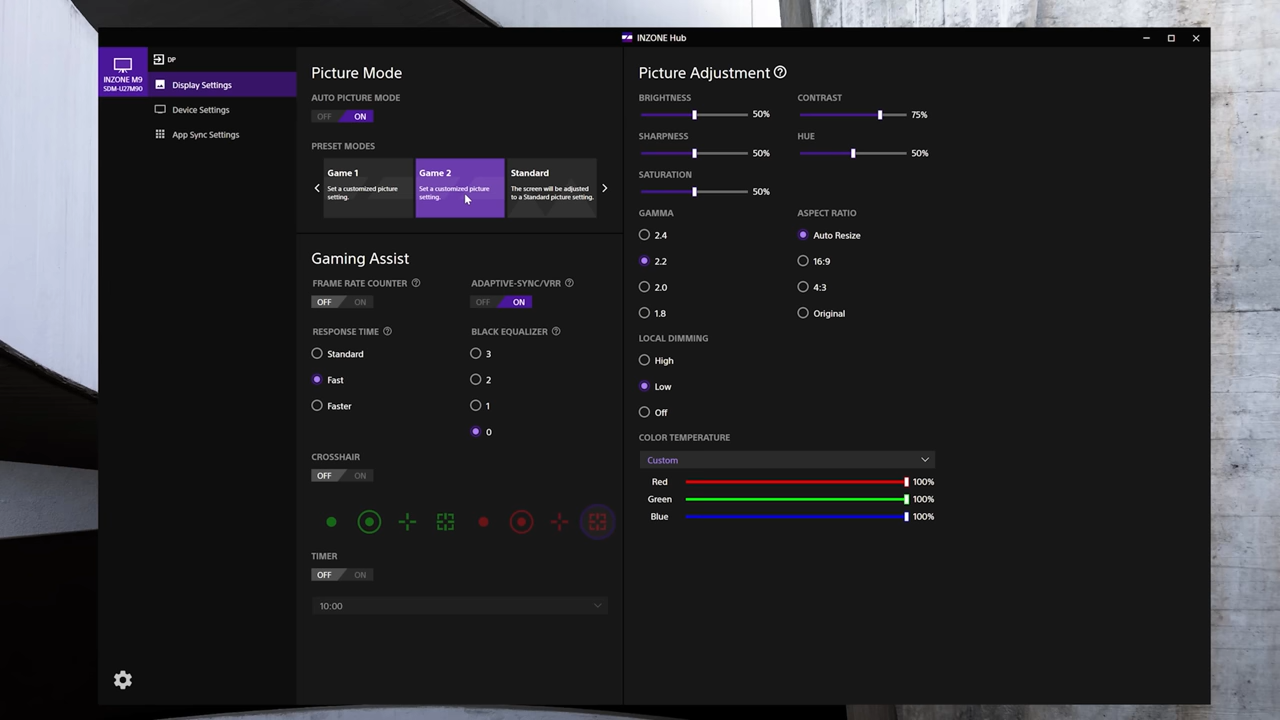 INZONE Hub
INZONE M9
SDM-U27M90
DP
Display Settings
Device Settings
App Sync Settings
Picture Mode
AUTO PICTURE MODE
OFF ON
PRESET MODES
Game 1
Set a customized picture
setting.
Game 2
Set a customized picture
setting.
Standard
The screen will be adjusted
to a Standard picture setting.
Gaming Assist
FRAME RATE COUNTER ?
OFF ON
ADAPTIVE-SYNC/VRR ?
OFF ON
RESPONSE TIME ?
Standard
Fast
Faster
BLACK EQUALIZER ?
3
2
1
0
CROSSHAIR
OFF ON
TIMER
OFF ON
10:00
Picture Adjustment ?
BRIGHTNESS
50%
CONTRAST
75%
SHARPNESS
50%
HUE
50%
SATURATION
50%
GAMMA
2.4
2.2
2.0
1.8
ASPECT RATIO
Auto Resize
16:9
4:3
Original
LOCAL DIMMING
High
Low
Off
COLOR TEMPERATURE
Custom
Red 100%
Green 100%
Blue 100%